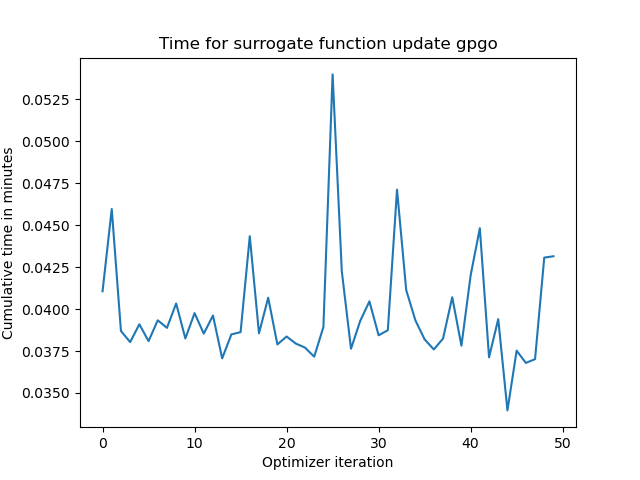 Time for surrogate function update gpgo
Cumulative time in minutes
0.0525
0.0500
0.0475
0.0450
0.0425
0.0400
0.0375
0.0350
0 10 20 30 40 50
Optimizer iteration